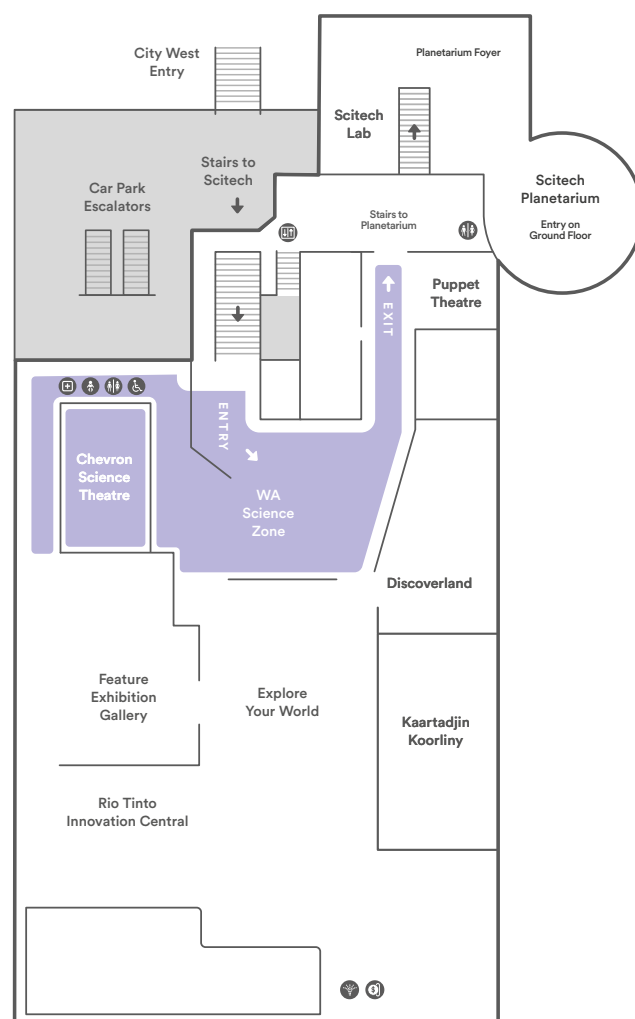 City West
Entry
Planetarium Foyer
Scitech
Lab
Stairs to
Scitech
Car Park
Escalators
Scitech
Planetarium
Entry on
Ground Floor
Stairs to
Planetarium
Puppet
Theatre
EXIT
ENTRY
Chevron
Science
Theatre
WA
Science
Zone
Discoverland
Feature
Exhibition
Gallery
Explore
Your World
Kaartadjin
Koorliny
Rio Tinto
Innovation Central
$